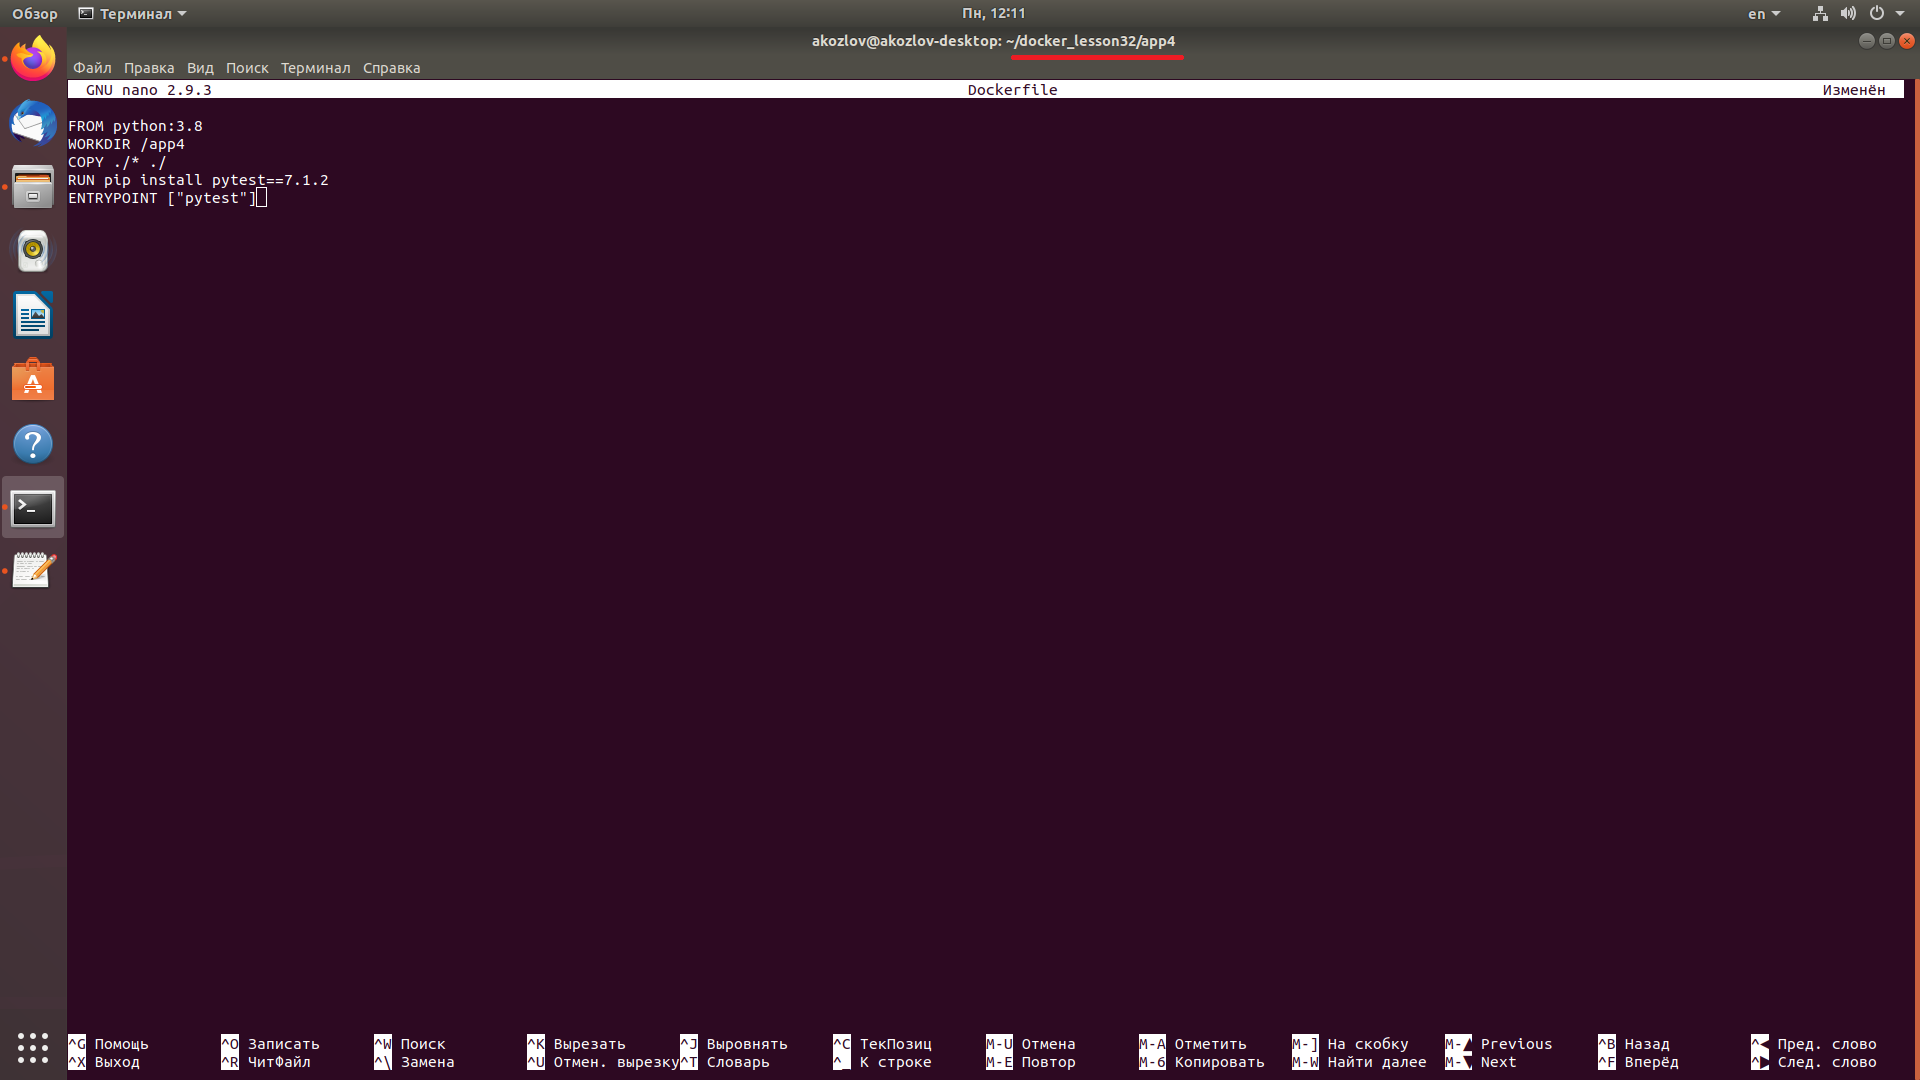 Обзор Терминал Пн, 12:11 en
akozlov@akozlov-desktop: ~/docker_lesson32/app4
Файл Правка Вид Поиск Терминал Справка
GNU nano 2.9.3 Dockerfile Изменён
FROM python:3.8
WORKDIR /app4
COPY ./* ./
RUN pip install pytest==7.1.2
ENTRYPOINT ["pytest"]
^G Помощь ^O Записать ^W Поиск ^K Вырезать ^J Выровнять ^C ТекПозиц M-U Отмена M-A Отметить M-] На скобку M-▲ Previous ^B Назад ^◀ Пред. слово
^X Выход ^R ЧитФайл ^\ Замена ^U Отмен. вырезку ^T Словарь ^_ К строке M-E Повтор M-6 Копировать M-W Найти далее M-▼ Next ^F Вперёд ^▶ След. слово